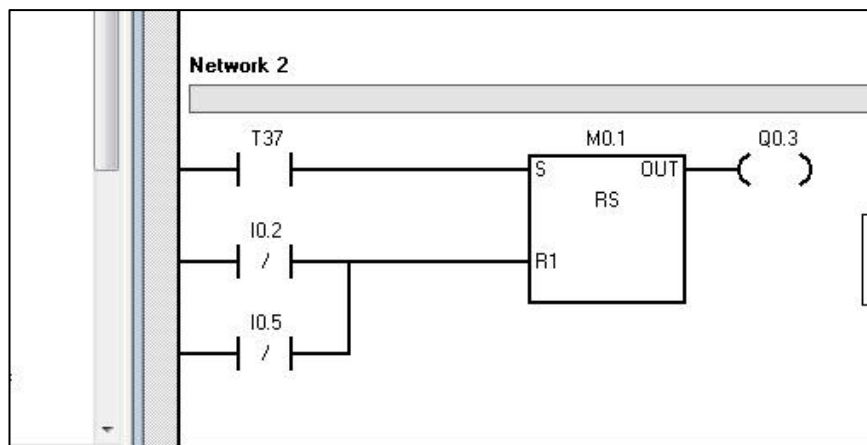 Network 2
T37 M0.1 Q0.3
S OUT
RS
I0.2
/
R1
I0.5
/